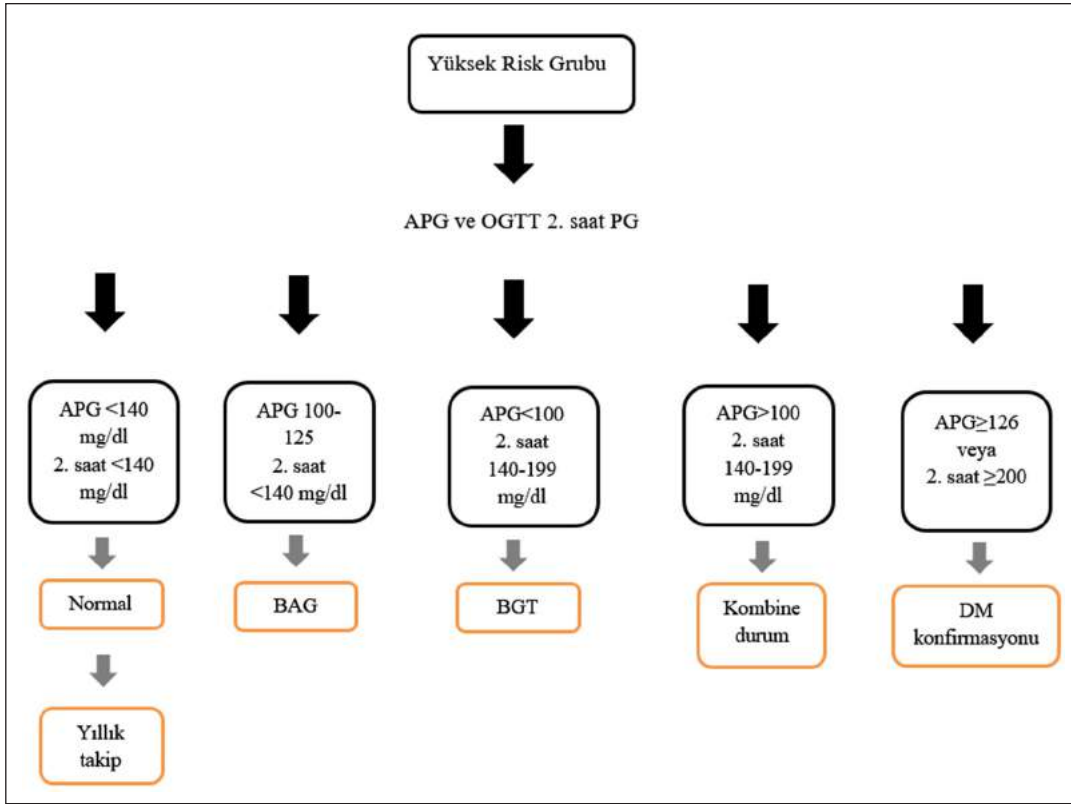 Yüksek Risk Grubu
APG ve OGTT 2. saat PG
APG <140
mg/dl
2. saat <140
mg/dl
APG 100-
125
2. saat
<140 mg/dl
APG<100
2. saat
140-199
mg/dl
APG>100
2. saat
140-199
mg/dl
APG≥126
veya
2. saat ≥200
Normal
BAG
BGT
Kombine
durum
DM
konfirmasyonu
Yıllık
takip